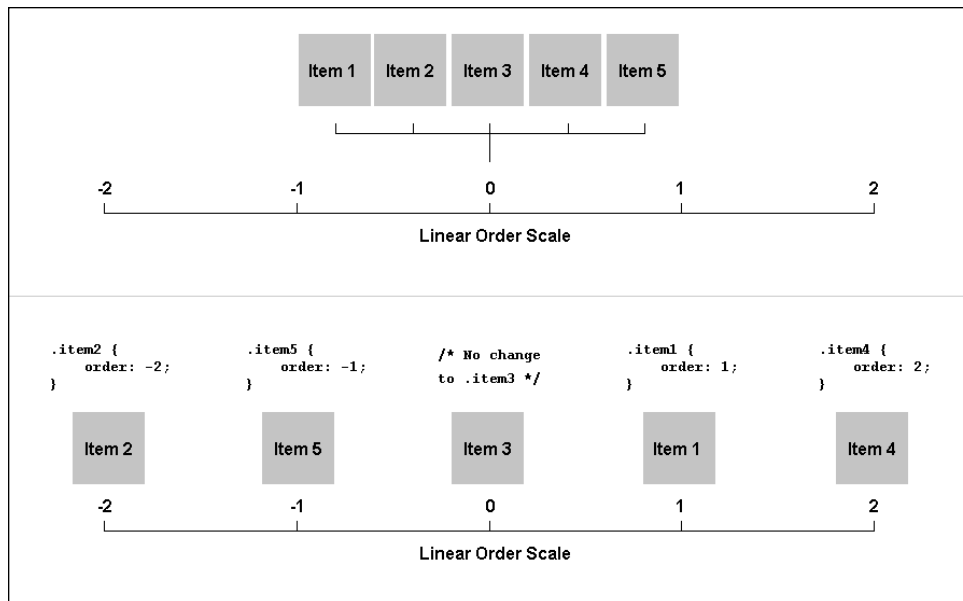 Item 1 Item 2 Item 3 Item 4 Item 5
-2 -1 0 1 2
Linear Order Scale
.item2 {
order: -2;
}
.item5 {
order: -1;
}
/* No change
to .item3 */
.item1 {
order: 1;
}
.item4 {
order: 2;
}
Item 2 Item 5 Item 3 Item 1 Item 4
-2 -1 0 1 2
Linear Order Scale